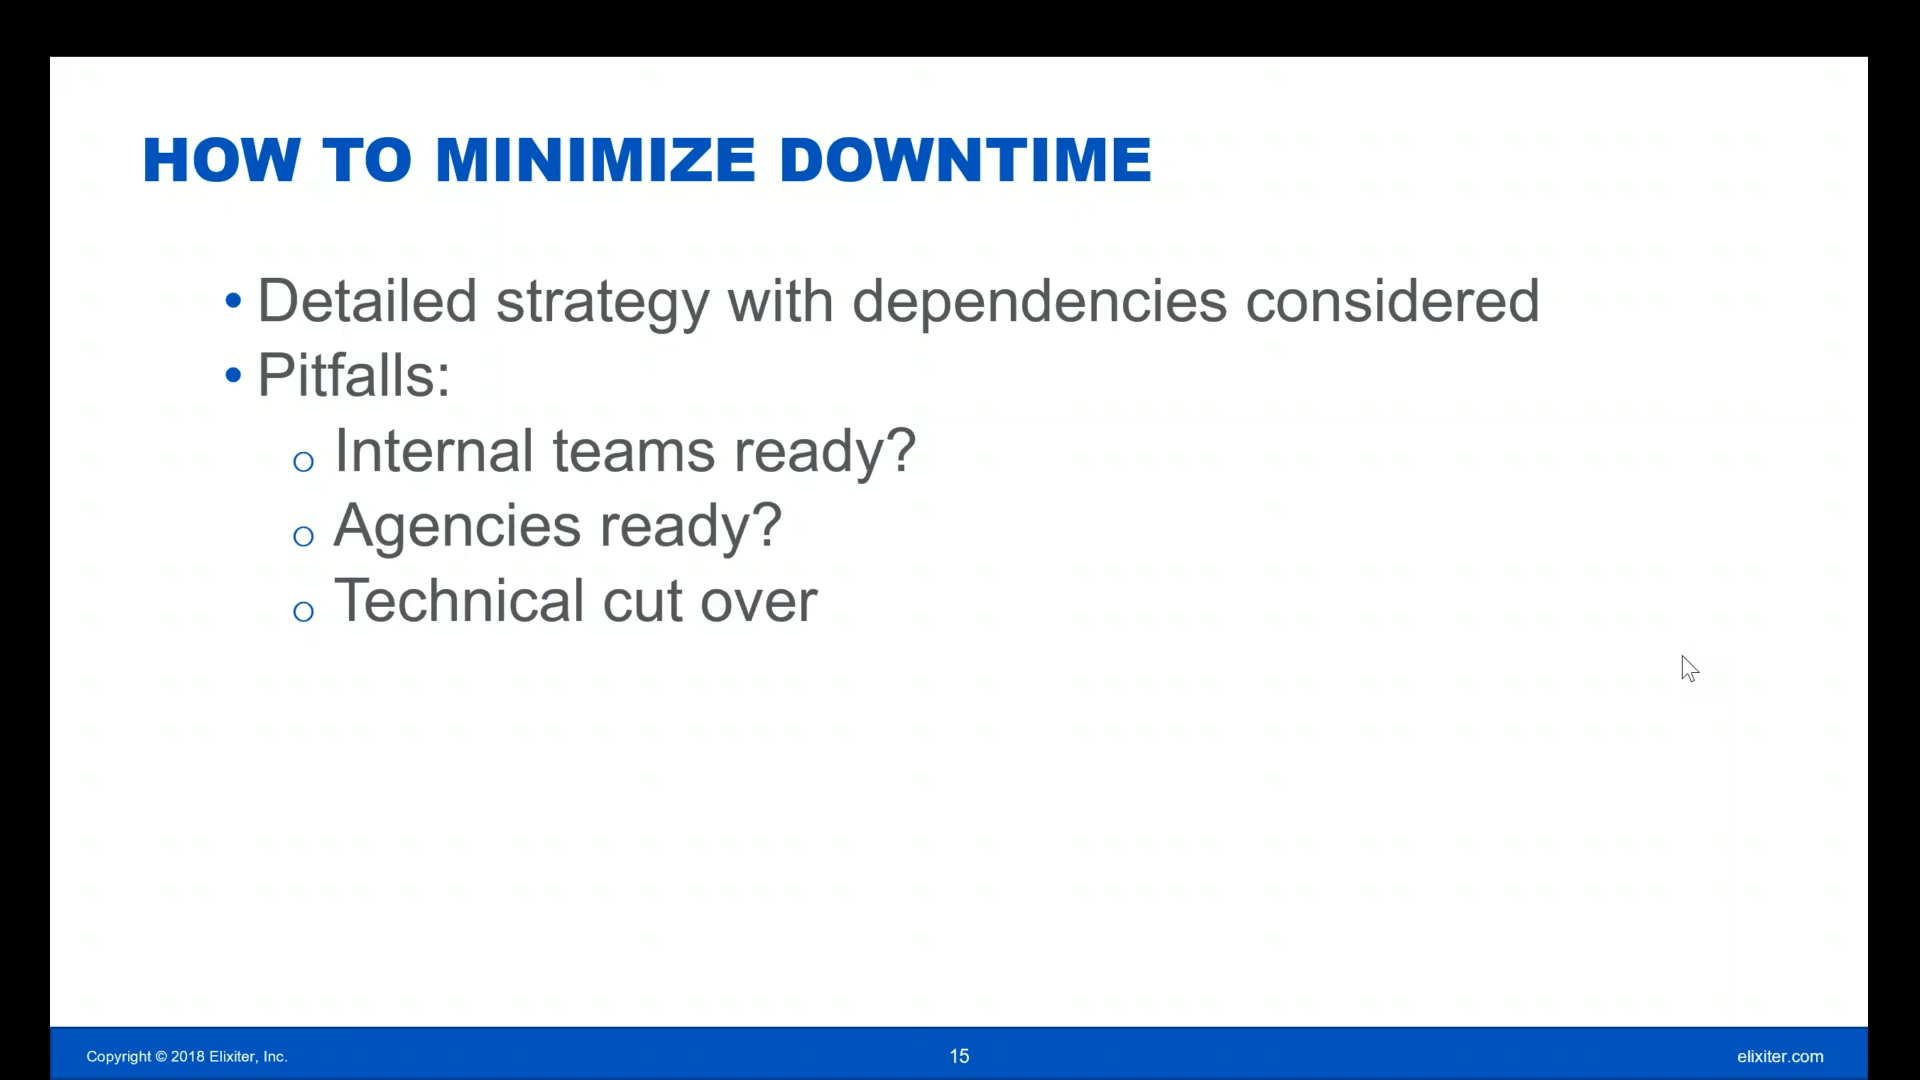 HOW TO MINIMIZE DOWNTIME
• Detailed strategy with dependencies considered
• Pitfalls:
o Internal teams ready?
o Agencies ready?
o Technical cut over
Copyright © 2018 Elixiter, Inc.
15
elixiter.com